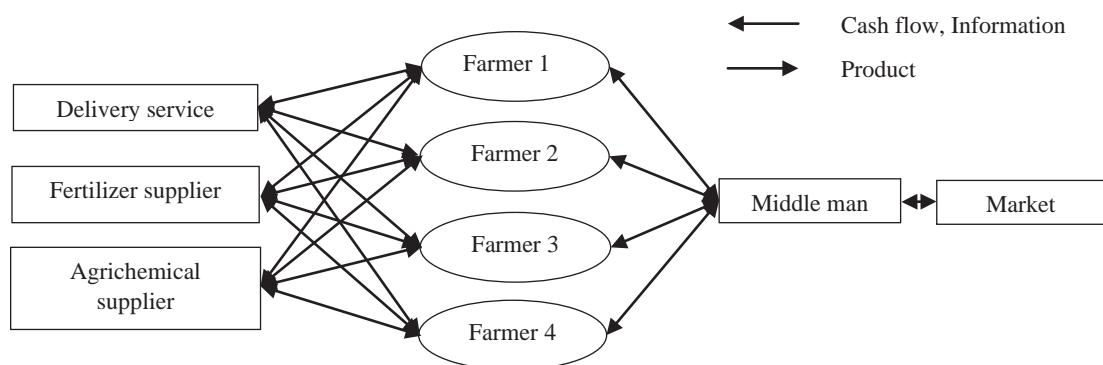 Cash flow, Information
Product
Delivery service
Fertilizer supplier
Agrichemical
supplier
Farmer 1
Farmer 2
Farmer 3
Farmer 4
Middle man
Market